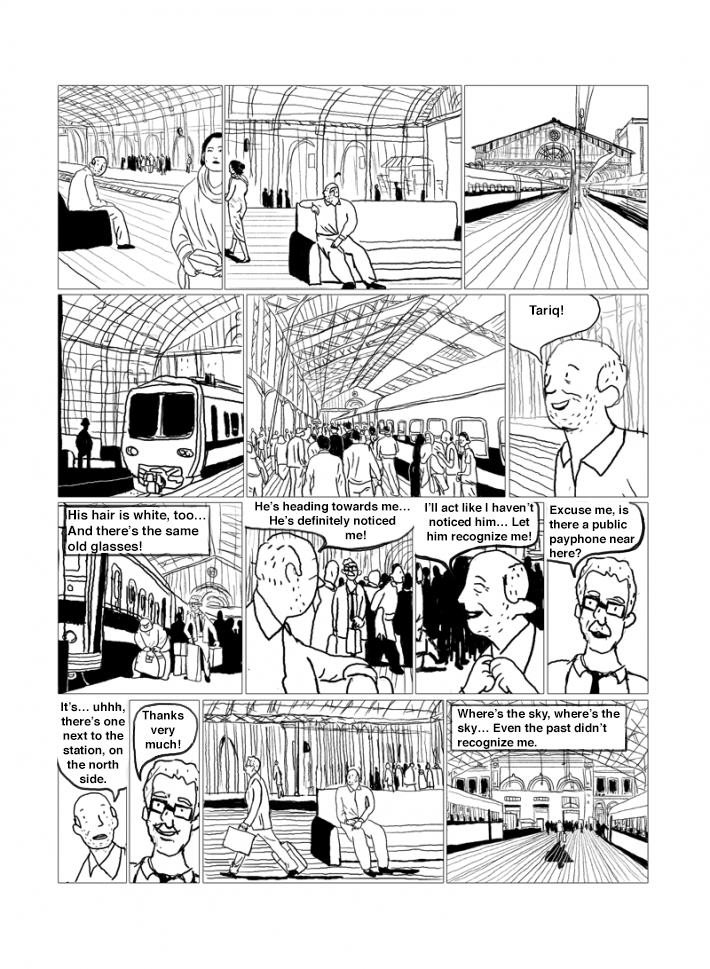 Tariq!
His hair is white, too...
And there's the same
old glasses!
He's heading towards me...
He's definitely noticed
me!
I'll act like I haven't
noticed him... Let
him recognize me!
Excuse me, is
there a public
payphone near
here?
It's... uhhh,
there's one
next to the
station, on
the north
side.
Thanks
very
much!
Where's the sky, where's the
sky... Even the past didn't
recognize me.